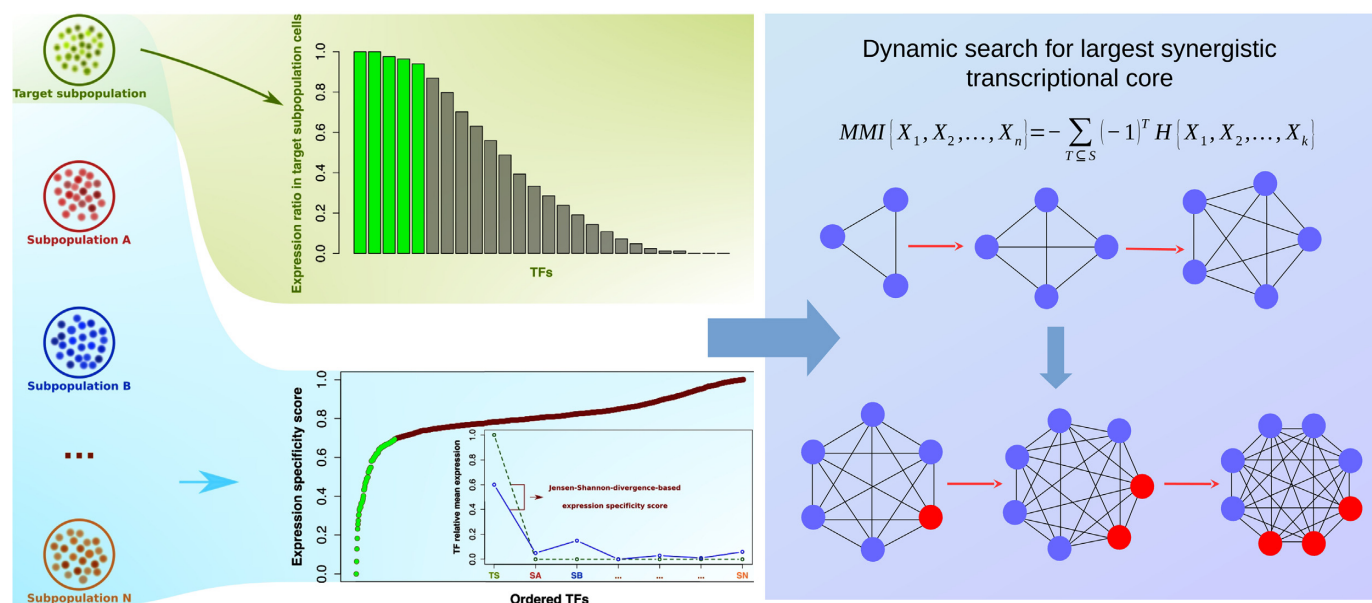 Target subpopulation
Subpopulation A
Subpopulation B
...
Subpopulation N
Expression ratio in target subpopulation cells
1.0
0.8
0.6
0.4
0.2
0.0
TFs
Expression specificity score
1.0
0.8
0.6
0.4
0.2
0.0
Ordered TFs
TF relative mean expression
1.0
0.8
0.6
0.4
0.2
0.0
Jensen-Shannon-divergence-based
expression specificity score
TS SA SB ... ... ... SN
Dynamic search for largest synergistic
transcriptional core
MMI{X₁, X₂, ..., Xₙ}=−∑_{T⊆S}(−1)ᵀ H{X₁, X₂, ..., Xₖ}